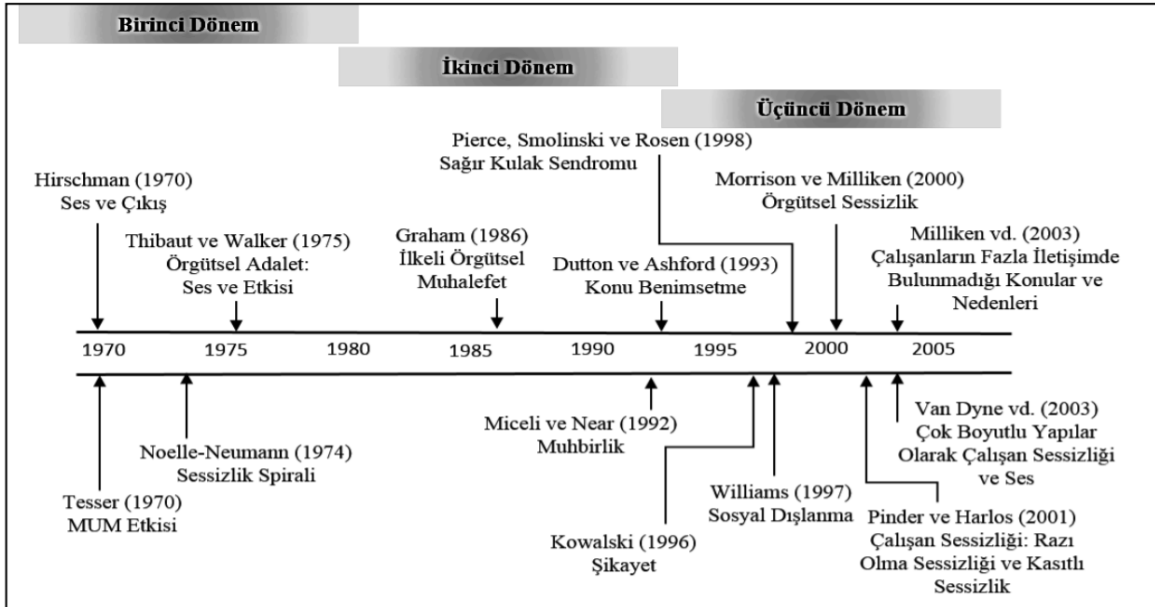 Birinci Dönem
İkinci Dönem
Üçüncü Dönem
Pierce, Smolinski ve Rosen (1998)
Sağır Kulak Sendromu
Hirschman (1970)
Ses ve Çıkış
Morrison ve Milliken (2000)
Örgütsel Sessizlik
Thibaut ve Walker (1975)
Örgütsel Adalet:
Ses ve Etkisi
Graham (1986)
İlkeli Örgütsel
Muhalefet
Dutton ve Ashford (1993)
Konu Benimsetme
Milliken vd. (2003)
Çalışanların Fazla İletişimde
Bulunmadığı Konular ve
Nedenleri
1970 1975 1980 1985 1990 1995 2000 2005
Noelle-Neumann (1974)
Sessizlik Spirali
Tesser (1970)
MUM Etkisi
Miceli ve Near (1992)
Muhbirlik
Kowalski (1996)
Şikayet
Williams (1997)
Sosyal Dışlanma
Van Dyne vd. (2003)
Çok Boyutlu Yapılar
Olarak Çalışan Sessizliği
ve Ses
Pinder ve Harlos (2001)
Çalışan Sessizliği: Razı
Olma Sessizliği ve Kasıtlı
Sessizlik